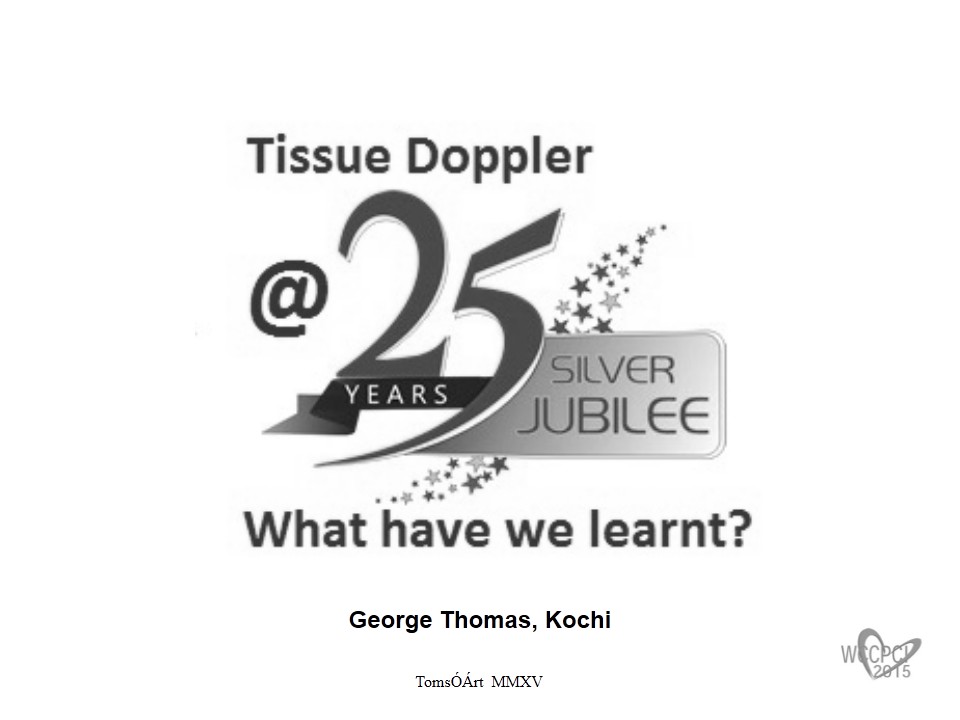 Tissue Doppler
@ 25
YEARS
SILVER
JUBILEE
What have we learnt?
George Thomas, Kochi
TomsÓÁrt MMXV
WCCPCI
2015